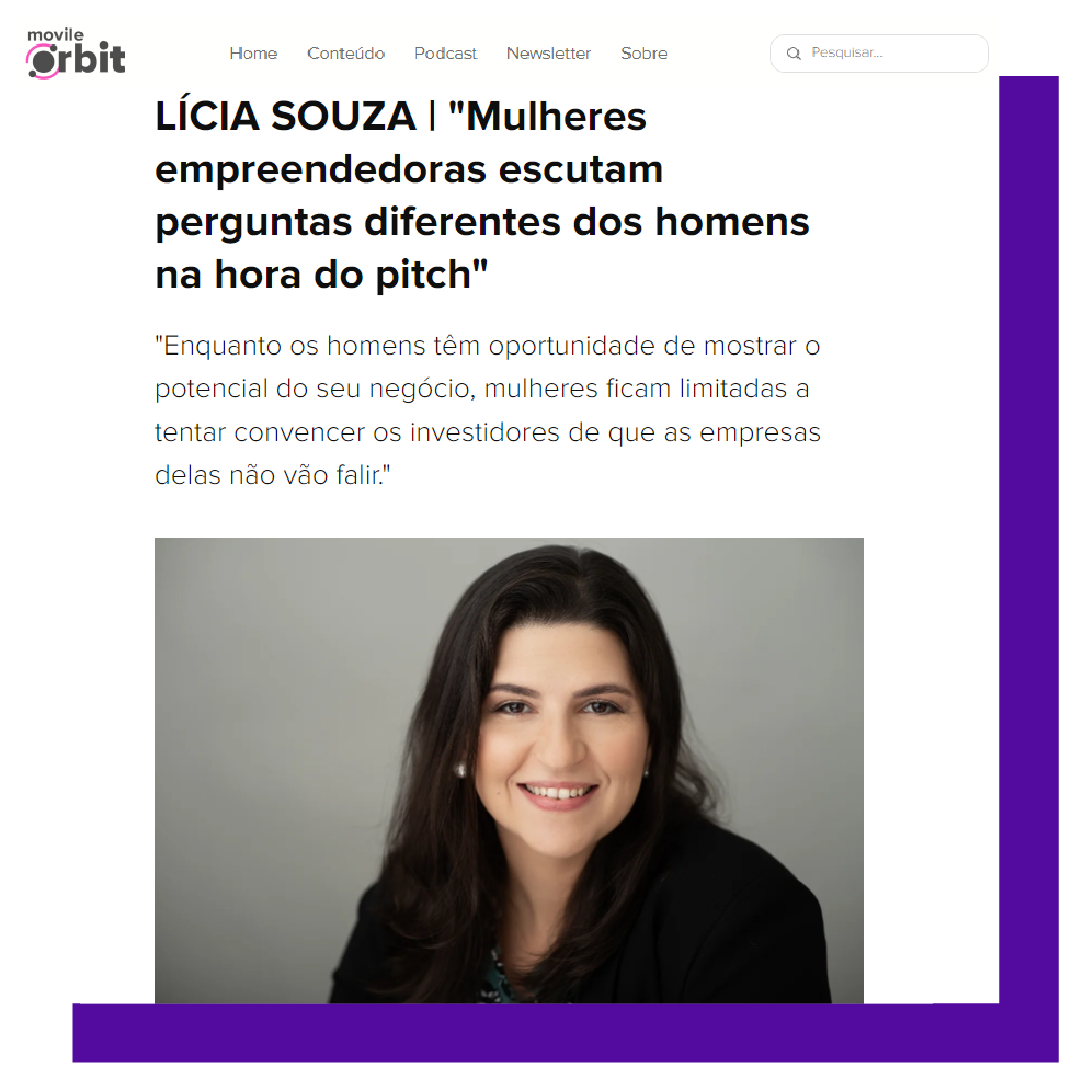 movile
orbit
Home Conteúdo Podcast Newsletter Sobre
Pesquisar...
LÍCIA SOUZA | "Mulheres
empreendedoras escutam
perguntas diferentes dos homens
na hora do pitch"
"Enquanto os homens têm oportunidade de mostrar o
potencial do seu negócio, mulheres ficam limitadas a
tentar convencer os investidores de que as empresas
delas não vão falir."